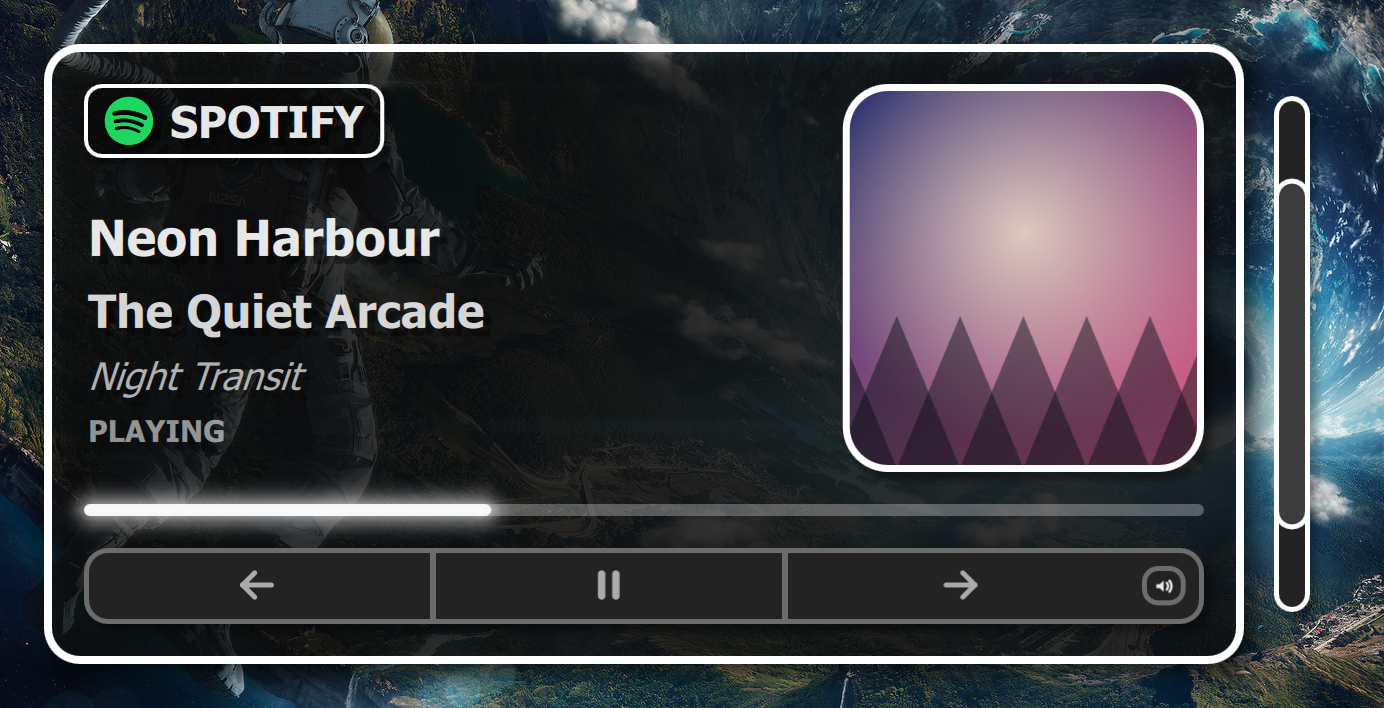 SPOTIFY
Neon Harbour
The Quiet Arcade
Night Transit
PLAYING